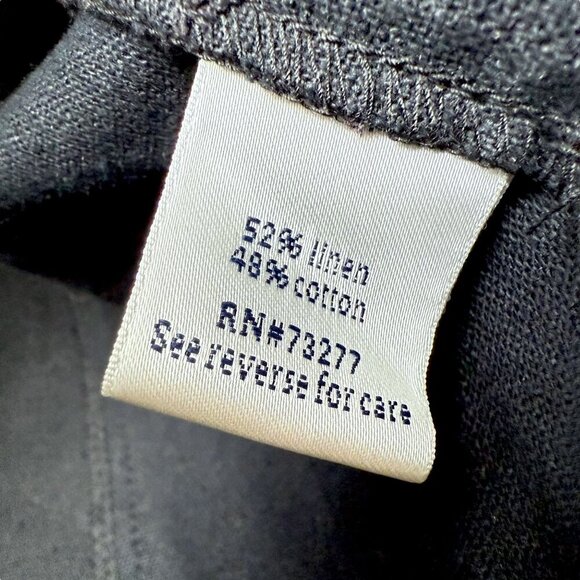 52% linen
48% cotton
RN#73277
See reverse for care